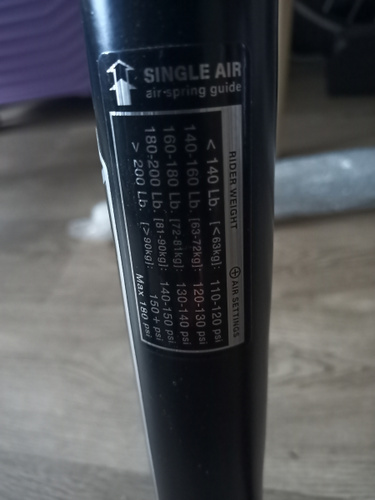 SINGLE AIR
air-spring guide
RIDER WEIGHT AIR SETTINGS
< 140 Lb. [<63kg]: 110-120 psi
140-160 Lb. [63-72kg]: 120-130 psi
160-180 Lb. [72-81kg]: 130-140 psi
180-200 Lb. [81-90kg]: 140-150 psi
> 200 Lb. [>90kg]: 150 + psi
Max 180 psi